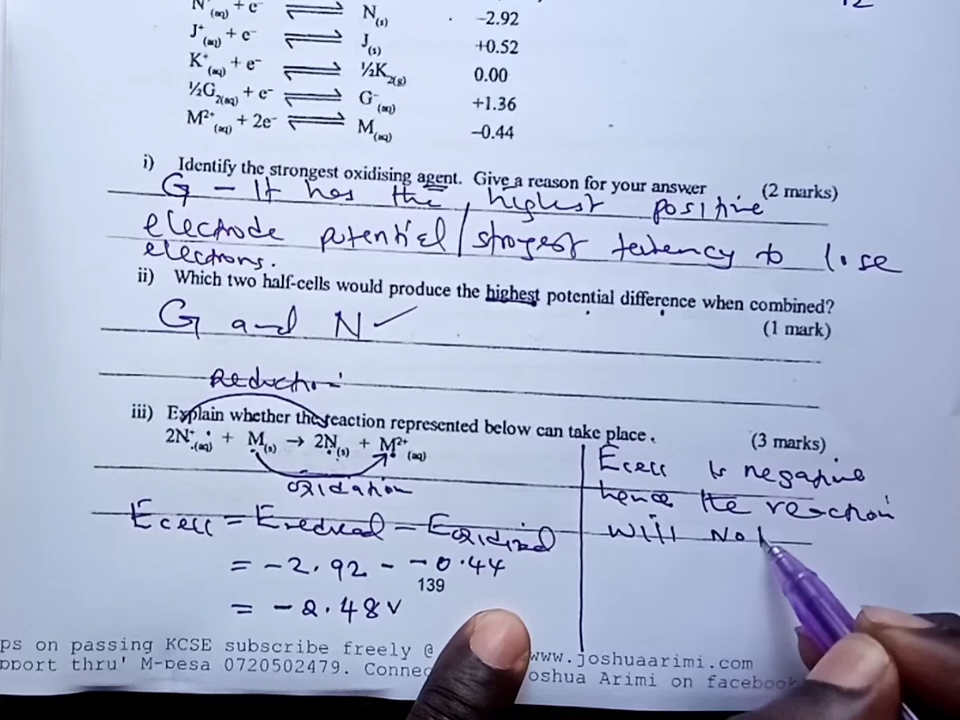 12
N⁺(aq) + e⁻ ⇌ N(s) −2.92
J⁺(aq) + e⁻ ⇌ J(s) +0.52
K⁺(aq) + e⁻ ⇌ ½K2(g) 0.00
½G2(aq) + e⁻ ⇌ G⁻(aq) +1.36
M²⁺(aq) + 2e⁻ ⇌ M(aq) −0.44
i) Identify the strongest oxidising agent. Give a reason for your answer (2 marks)
G - It has the highest positive
electrode potential / strogest tentency to lose
electrons.
ii) Which two half-cells would produce the highest potential difference when combined?
(1 mark)
G and N ✓
Reduction
iii) Explain whether the reaction represented below can take place. (3 marks)
2N⁺(aq) + M(s) → 2N(s) + M²⁺(aq)
oxidation
Ecell = Ereduced − Eoxidized
= −2.92 − −0.44
= −2.48V
Ecell is negative
hence the reaction
will not
139
ps on passing KCSE subscribe freely @ www.joshuaarimi.com
pport thru' M-pesa 0720502479. Connec oshua Arimi on facebook